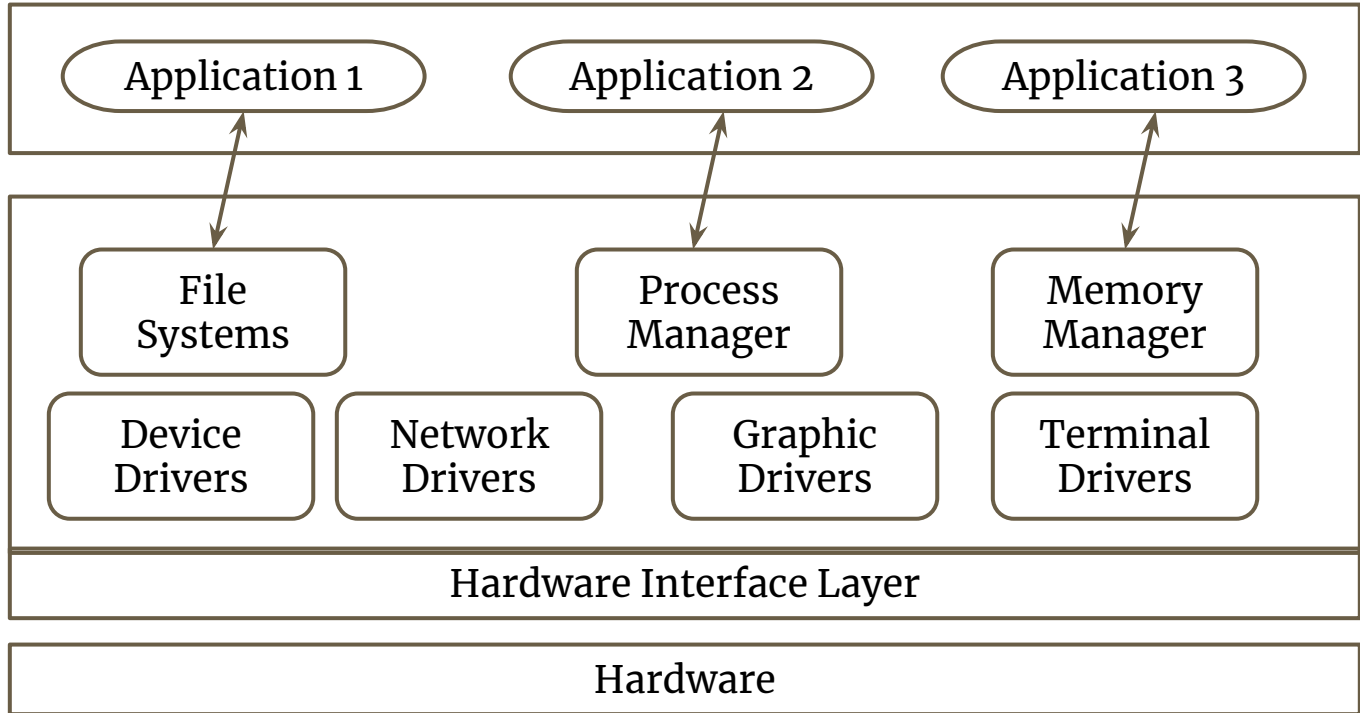 Application 1
Application 2
Application 3
File
Systems
Process
Manager
Memory
Manager
Device
Drivers
Network
Drivers
Graphic
Drivers
Terminal
Drivers
Hardware Interface Layer
Hardware